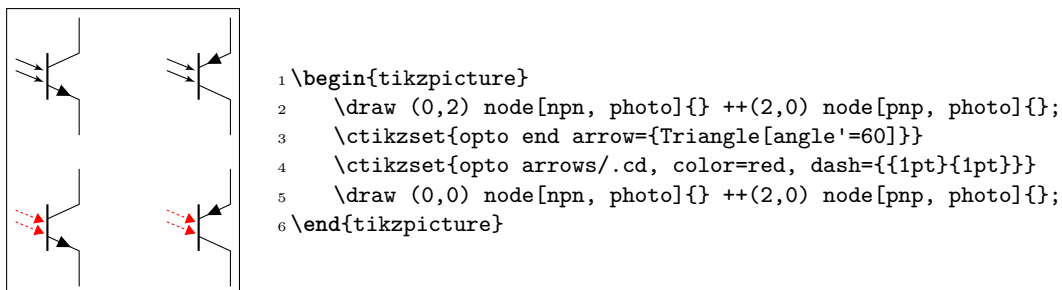 1 \begin{tikzpicture}
2 \draw (0,2) node[npn, photo]{} ++(2,0) node[pnp, photo]{};
3 \ctikzset{opto end arrow={Triangle[angle'=60]}}
4 \ctikzset{opto arrows/.cd, color=red, dash={{1pt}{1pt}}}
5 \draw (0,0) node[npn, photo]{} ++(2,0) node[pnp, photo]{};
6 \end{tikzpicture}